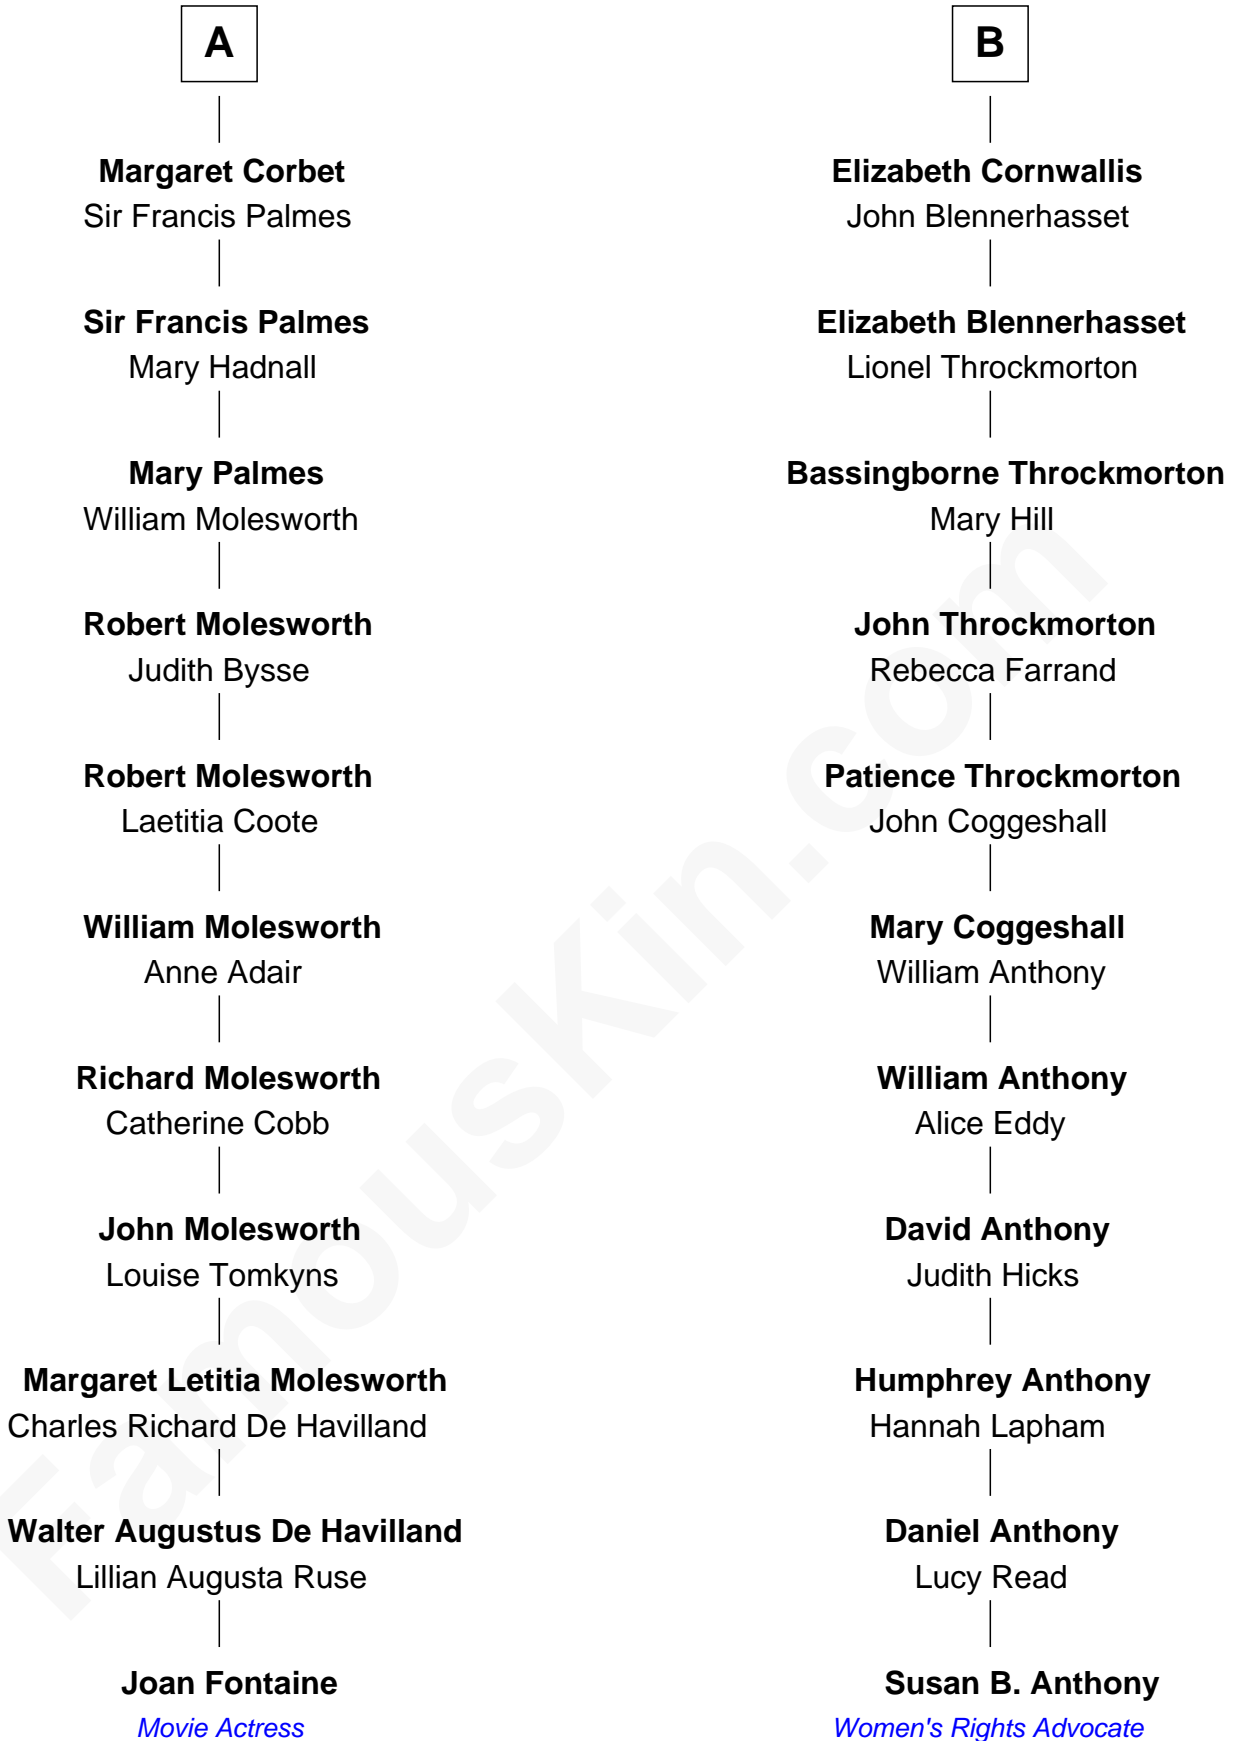 A
Margaret Corbet
Sir Francis Palmes
Sir Francis Palmes
Mary Hadnall
Mary Palmes
William Molesworth
Robert Molesworth
Judith Bysse
Robert Molesworth
Laetitia Coote
William Molesworth
Anne Adair
Richard Molesworth
Catherine Cobb
John Molesworth
Louise Tomkyns
Margaret Letitia Molesworth
Charles Richard De Havilland
Walter Augustus De Havilland
Lillian Augusta Ruse
Joan Fontaine
Movie Actress
B
Elizabeth Cornwallis
John Blennerhasset
Elizabeth Blennerhasset
Lionel Throckmorton
Bassingborne Throckmorton
Mary Hill
John Throckmorton
Rebecca Farrand
Patience Throckmorton
John Coggeshall
Mary Coggeshall
William Anthony
William Anthony
Alice Eddy
David Anthony
Judith Hicks
Humphrey Anthony
Hannah Lapham
Daniel Anthony
Lucy Read
Susan B. Anthony
Women's Rights Advocate
FamousKin.com